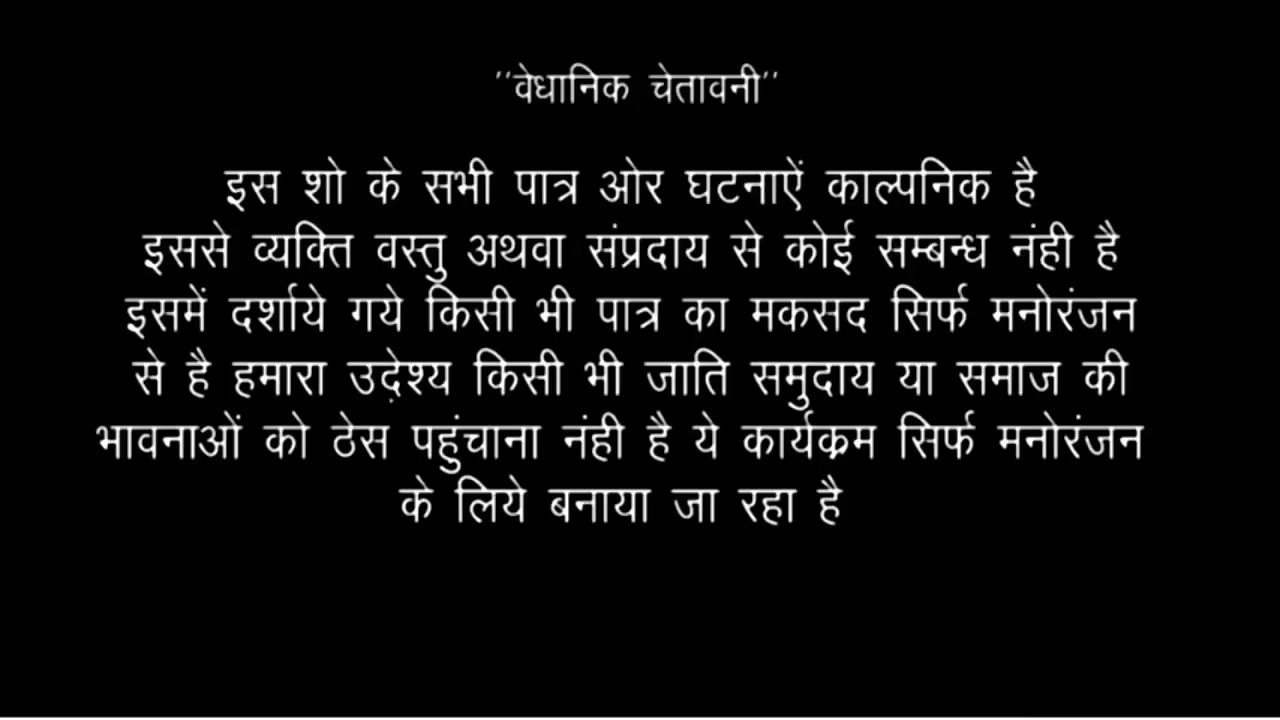 ''वेधानिक चेतावनी''
इस शो के सभी पात्र ओर घटनाऐं काल्पनिक है
इससे व्यक्ति वस्तु अथवा संप्रदाय से कोई सम्बन्ध नंही है
इसमें दर्शाये गये किसी भी पात्र का मकसद सिर्फ मनोरंजन
से है हमारा उद़ेश्य किसी भी जाति समुदाय या समाज की
भावनाओं को ठेस पहुंचाना नंही है ये कार्यक्रम सिर्फ मनोरंजन
के लिये बनाया जा रहा है